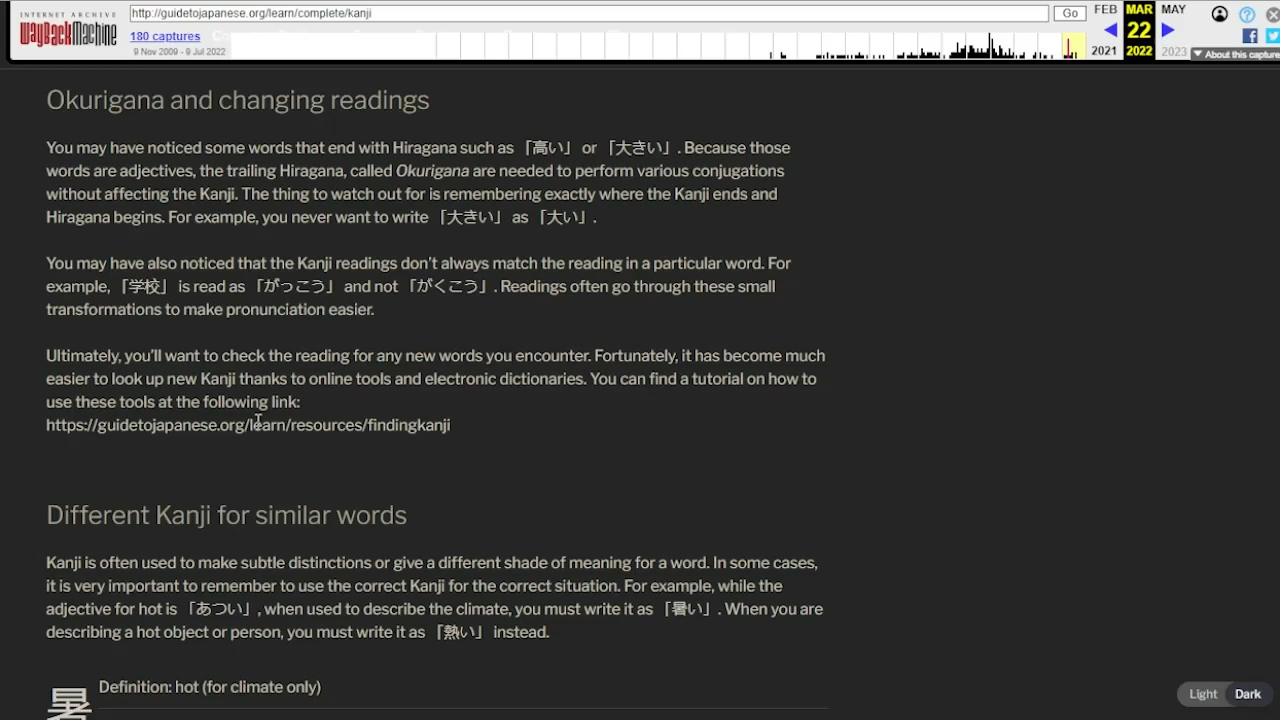 INTERNET ARCHIVE
WayBackMachine
http://guidetojapanese.org/learn/complete/kanji
Go
FEB MAR MAY
180 captures
22
9 Nov 2009 - 9 Jul 2022
2021 2022 2023
About this capture
Okurigana and changing readings
You may have noticed some words that end with Hiragana such as 「高い」 or 「大きい」. Because those
words are adjectives, the trailing Hiragana, called Okurigana are needed to perform various conjugations
without affecting the Kanji. The thing to watch out for is remembering exactly where the Kanji ends and
Hiragana begins. For example, you never want to write 「大きい」 as 「大い」.
You may have also noticed that the Kanji readings don't always match the reading in a particular word. For
example, 「学校」 is read as 「がっこう」 and not 「がくこう」. Readings often go through these small
transformations to make pronunciation easier.
Ultimately, you'll want to check the reading for any new words you encounter. Fortunately, it has become much
easier to look up new Kanji thanks to online tools and electronic dictionaries. You can find a tutorial on how to
use these tools at the following link:
https://guidetojapanese.org/learn/resources/findingkanji
Different Kanji for similar words
Kanji is often used to make subtle distinctions or give a different shade of meaning for a word. In some cases,
it is very important to remember to use the correct Kanji for the correct situation. For example, while the
adjective for hot is 「あつい」, when used to describe the climate, you must write it as 「暑い」. When you are
describing a hot object or person, you must write it as 「熱い」 instead.
暑 Definition: hot (for climate only)
Light Dark